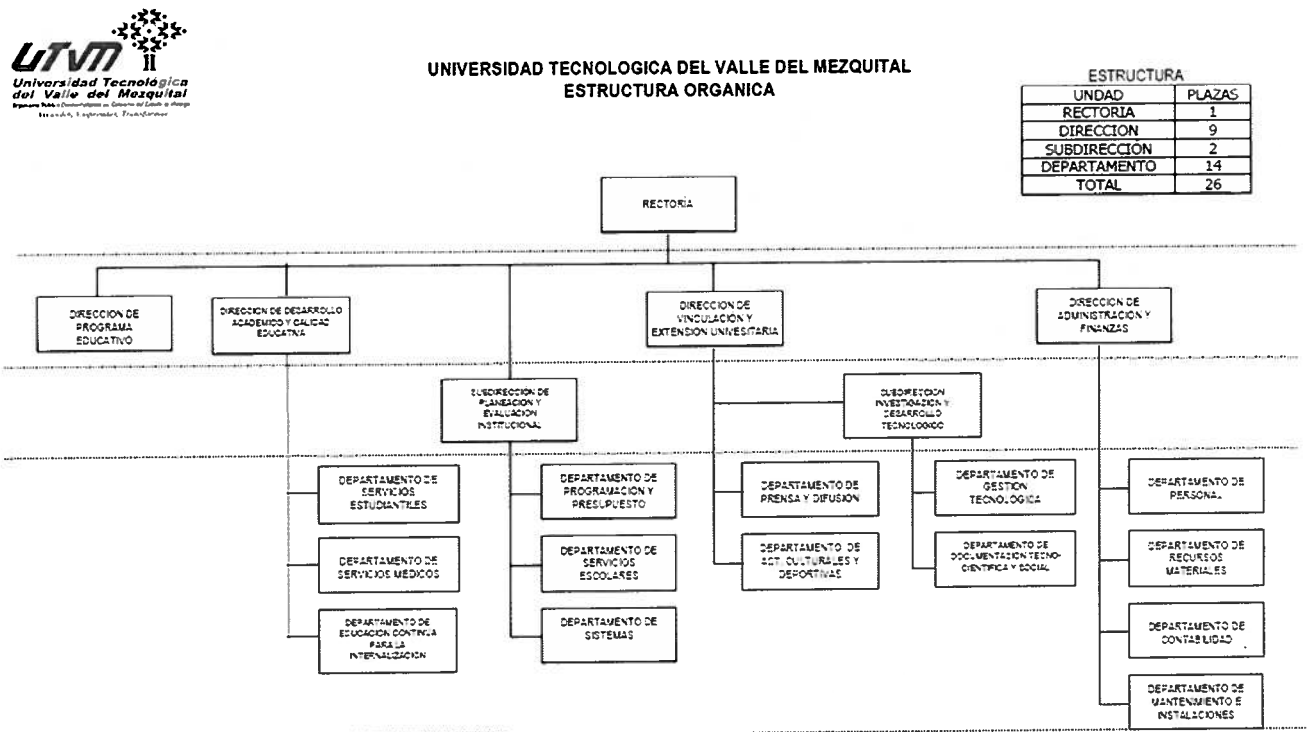 UTVM
Universidad Tecnológica
del Valle del Mezquital
UNIVERSIDAD TECNOLOGICA DEL VALLE DEL MEZQUITAL
ESTRUCTURA ORGANICA
ESTRUCTURA
UNDAD PLAZAS
RECTORIA 1
DIRECCION 9
SUBDIRECCIÓN 2
DEPARTAMENTO 14
TOTAL 26
RECTORÍA
DIRECCION DE
PROGRAMA
EDUCATIVO
DIRECCION DE DESARROLLO
ACADEMICO Y CALIDAD
EDUCATIVA
DIRECCION DE
VINCULACION Y
EXTENSION UNIVESITARIA
DIRECCION DE
ADMINISTRACION Y
FINANZAS
SUBDIRECCION DE
PLANEACION Y
EVALUACION
INSTITUCIONAL
SUBDIRECCION
INVESTIGACION Y
DESARROLLO
TECNOLOGICO
DEPARTAMENTO DE
SERVICIOS
ESTUDIANTILES
DEPARTAMENTO DE
PROGRAMACION Y
PRESUPUESTO
DEPARTAMENTO DE
PRENSA Y DIFUSION
DEPARTAMENTO DE
GESTION
TECNOLOGICA
DEPARTAMENTO DE
PERSONAL
DEPARTAMENTO DE
SERVICIOS MEDICOS
DEPARTAMENTO DE
SERVICIOS
ESCOLARES
DEPARTAMENTO DE
ACT. CULTURALES Y
DEPORTIVAS
DEPARTAMENTO DE
DOCUMENTACION TECNO-
CIENTIFICA Y SOCIAL
DEPARTAMENTO DE
RECURSOS
MATERIALES
DEPARTAMENTO DE
EDUCACION CONTINUA
PARA LA
INTERNALIZACION
DEPARTAMENTO DE
SISTEMAS
DEPARTAMENTO DE
CONTABILIDAD
DEPARTAMENTO DE
MANTENIMIENTO E
INSTALACIONES